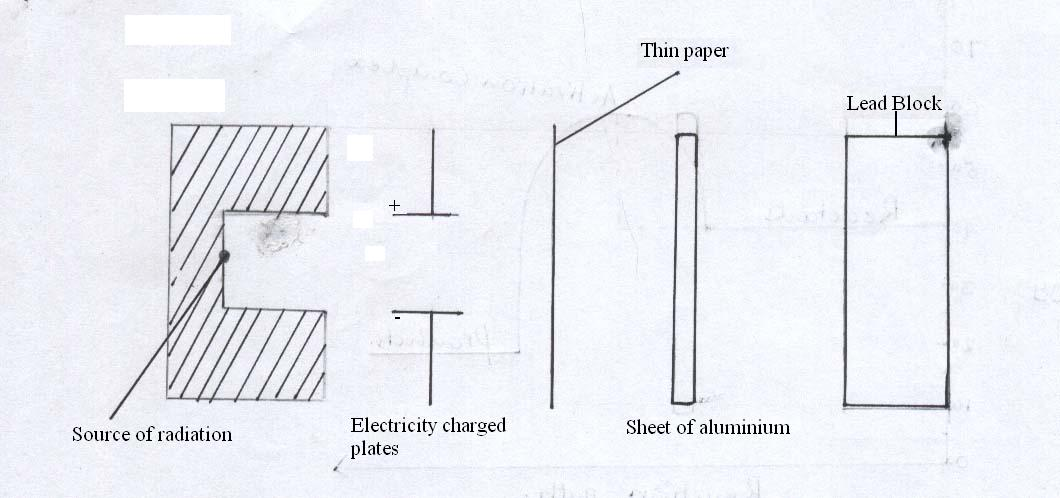 Thin paper
Lead Block
+
-
Source of radiation
Electricity charged
plates
Sheet of aluminium